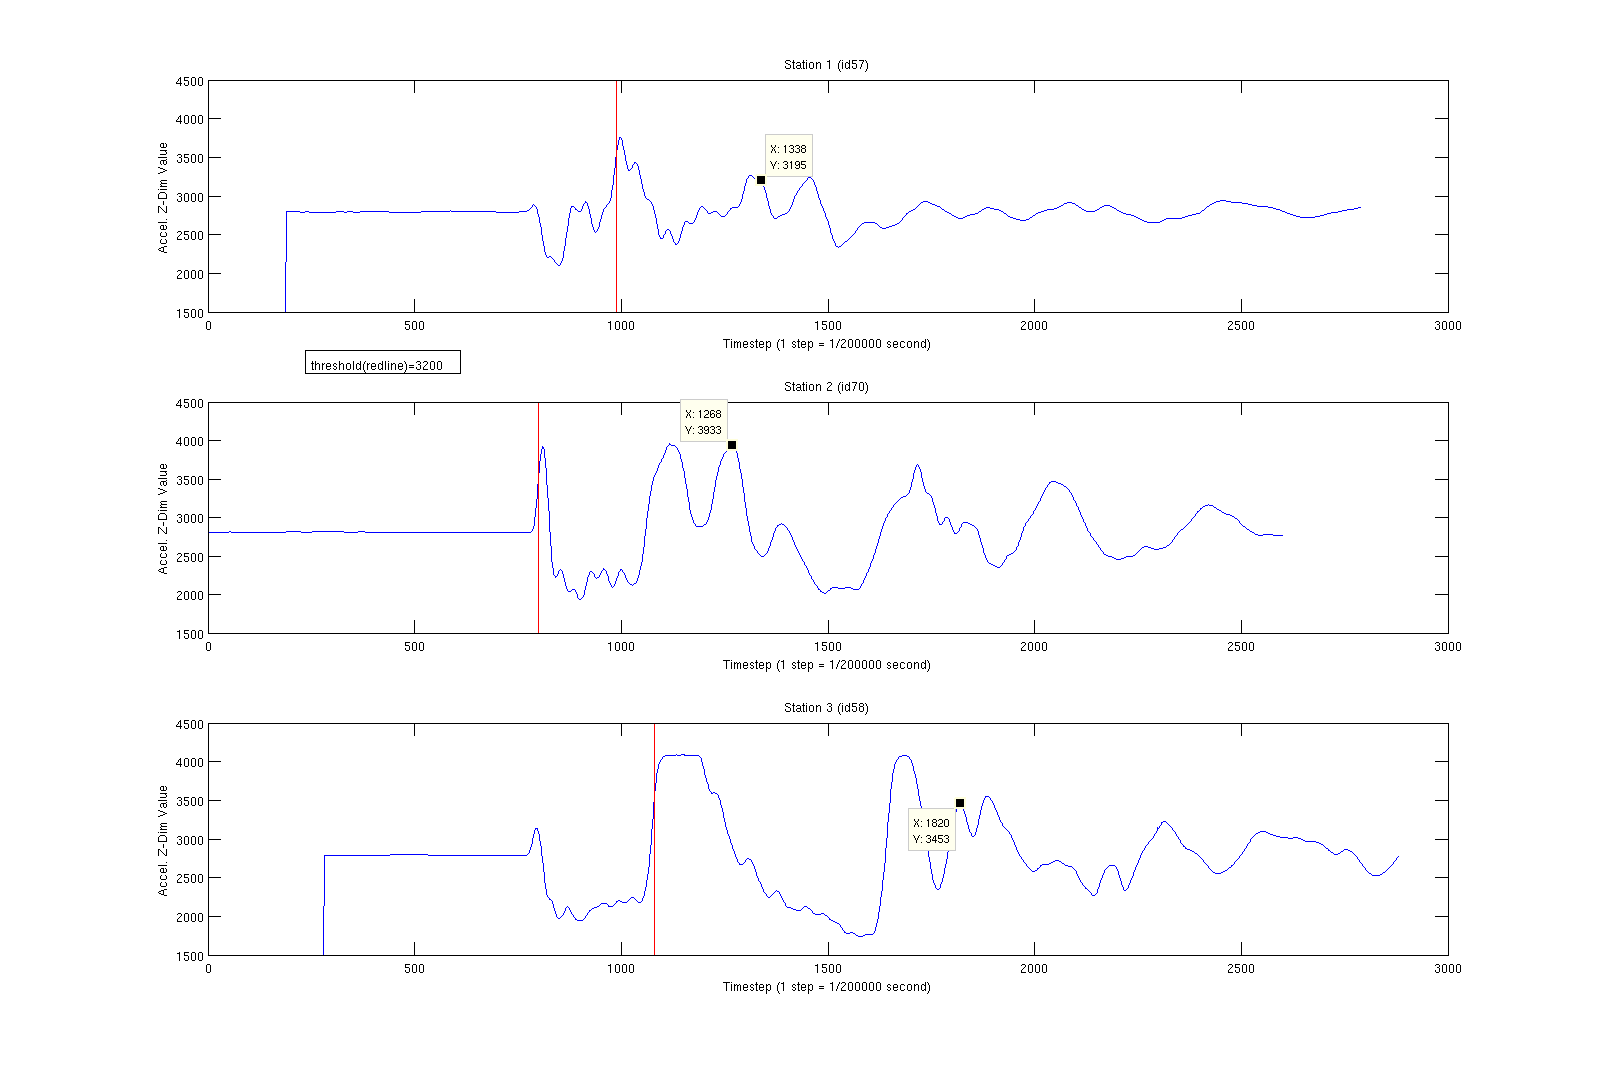 Station 1 (id57)
4500
4000
3500
3000
2500
2000
1500
Accel. Z-Dim Value
X: 1338
Y: 3195
0 500 1000 1500 2000 2500 3000
Timestep (1 step = 1/200000 second)
threshold(redline)=3200
Station 2 (id70)
4500
4000
3500
3000
2500
2000
1500
Accel. Z-Dim Value
X: 1268
Y: 3933
0 500 1000 1500 2000 2500 3000
Timestep (1 step = 1/200000 second)
Station 3 (id58)
4500
4000
3500
3000
2500
2000
1500
Accel. Z-Dim Value
X: 1820
Y: 3453
0 500 1000 1500 2000 2500 3000
Timestep (1 step = 1/200000 second)